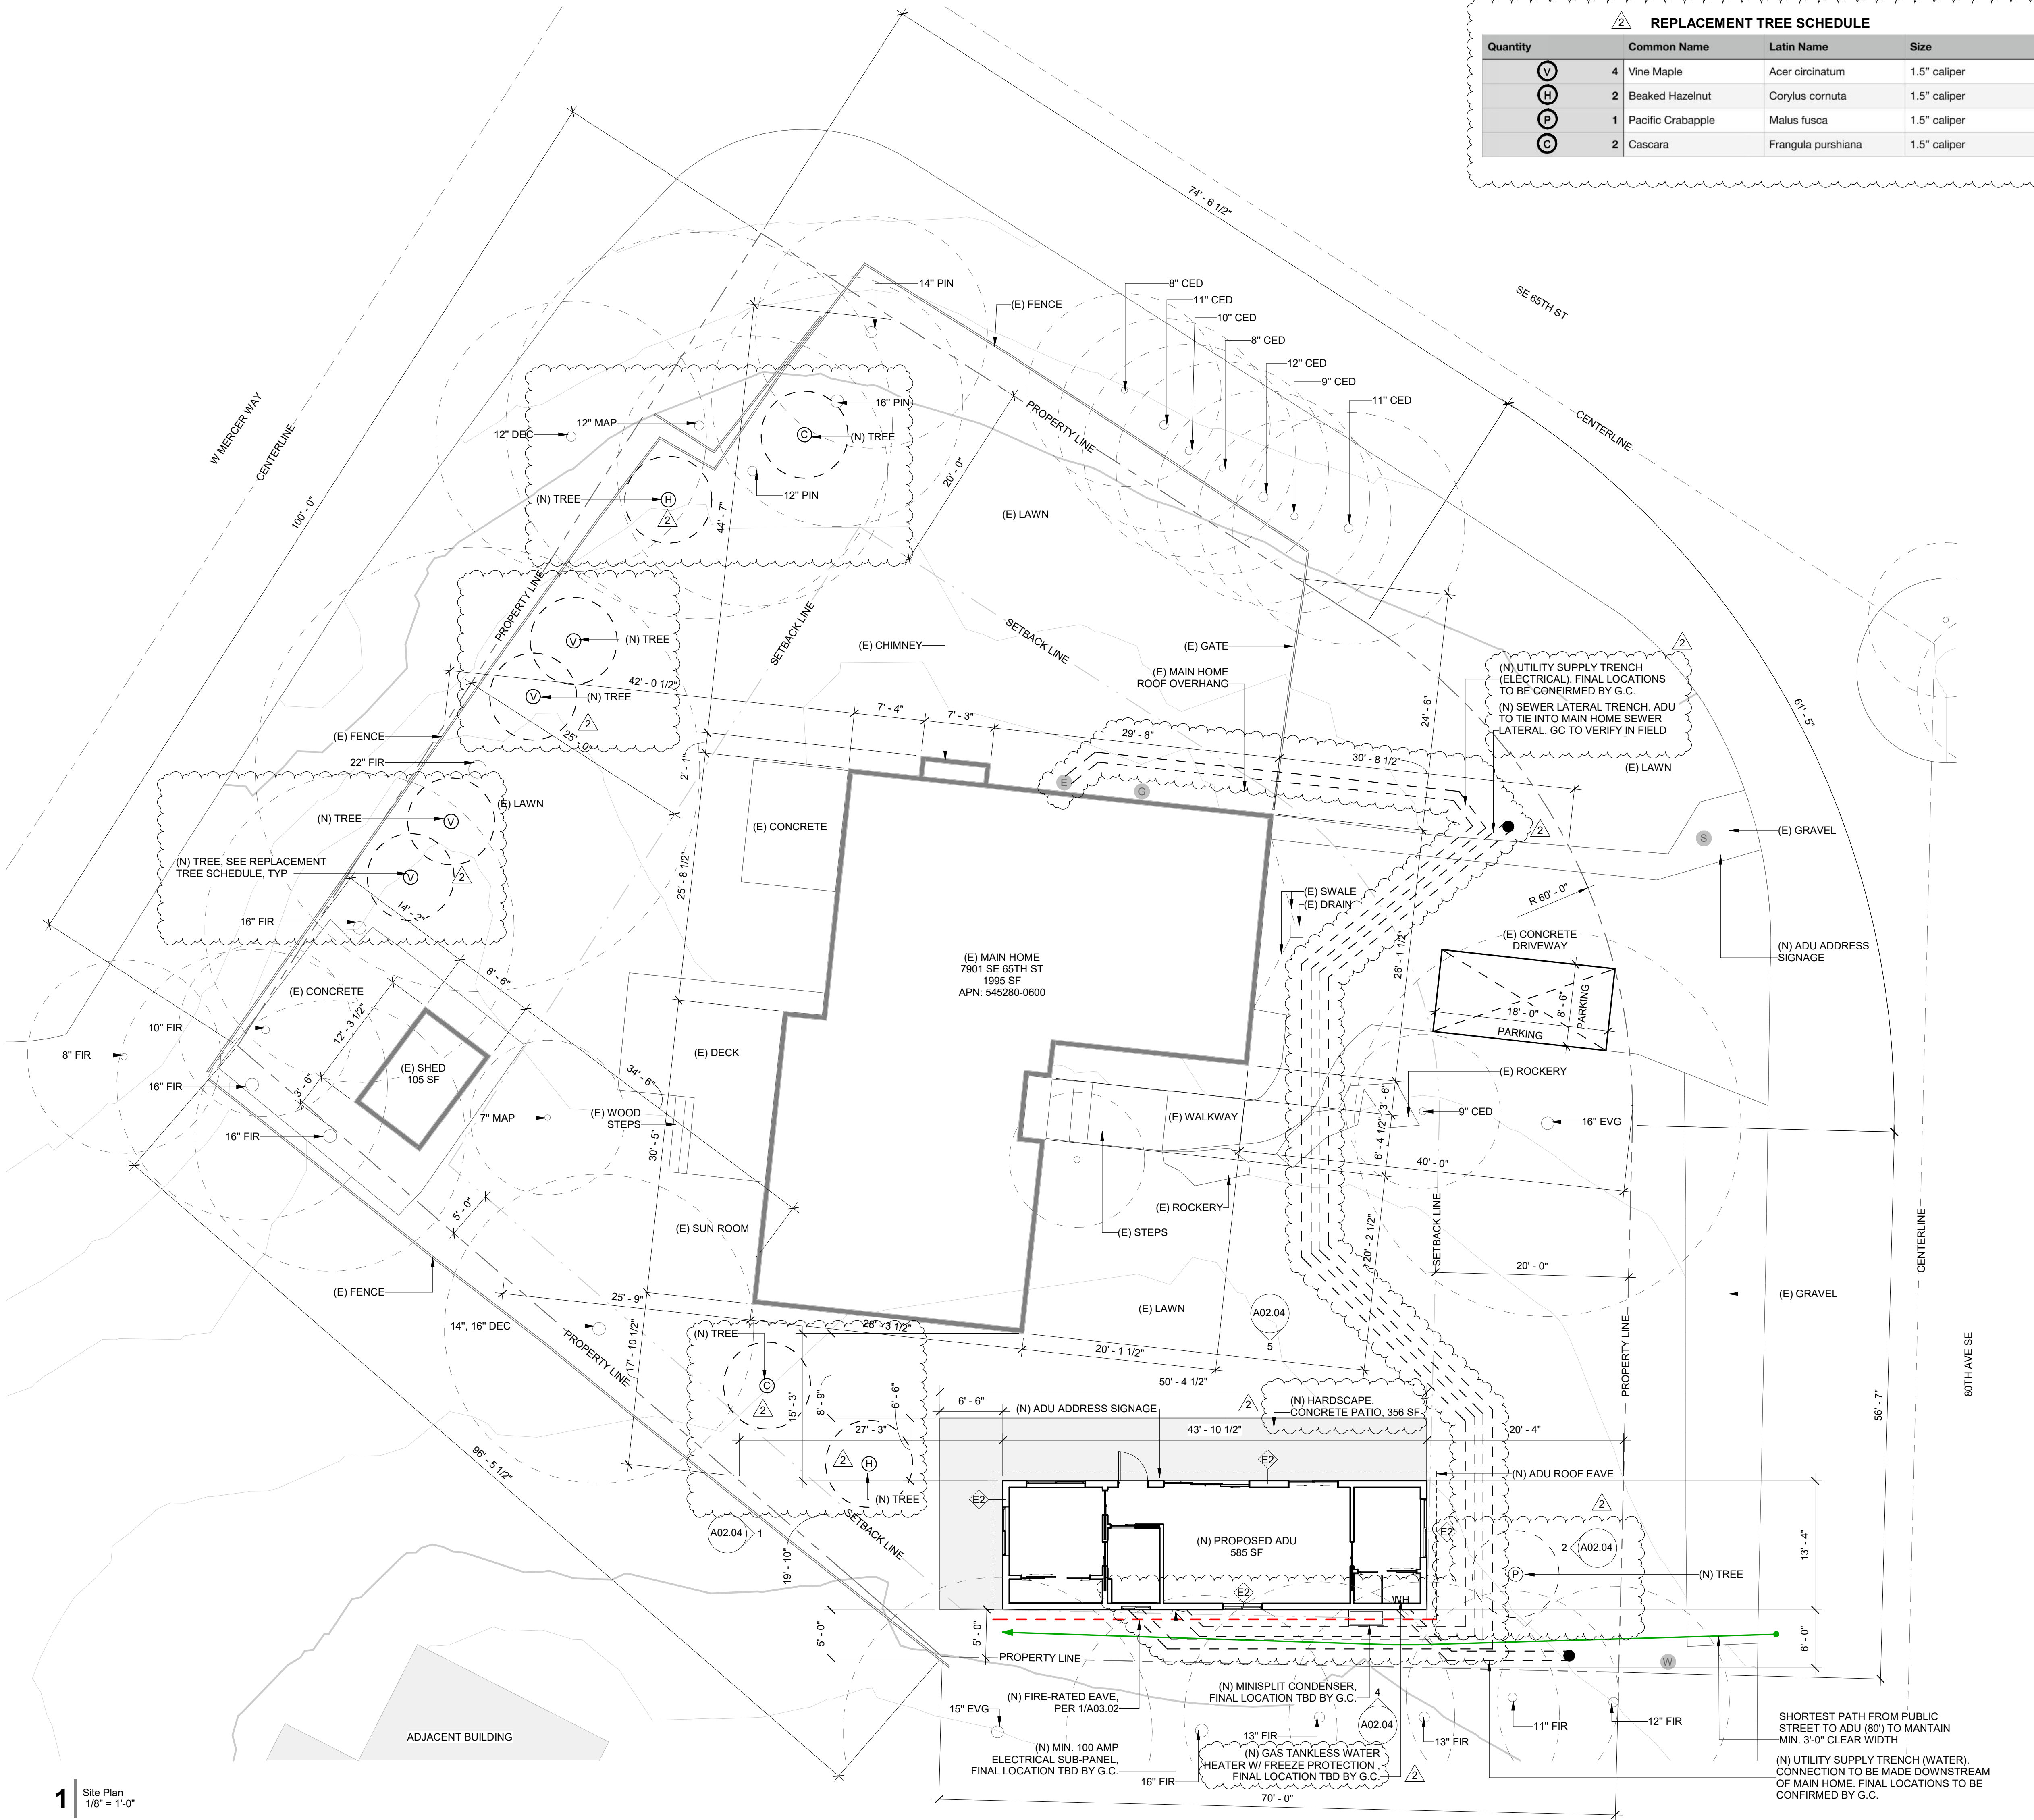 2 REPLACEMENT TREE SCHEDULE
Quantity Common Name Latin Name Size
V 4 Vine Maple Acer circinatum 1.5" caliper
H 2 Beaked Hazelnut Corylus cornuta 1.5" caliper
P 1 Pacific Crabapple Malus fusca 1.5" caliper
C 2 Cascara Frangula purshiana 1.5" caliper
74' - 6 1/2"
SE 65TH ST
CENTERLINE
W MERCER WAY
CENTERLINE
100' - 0"
14" PIN
(E) FENCE
8" CED
11" CED
10" CED
8" CED
12" CED
9" CED
11" CED
PROPERTY LINE
16" PIN
12" MAP
12" DEC
C
(N) TREE
12" PIN
(N) TREE
H
2
44' - 7"
20' - 0"
(E) LAWN
PROPERTY LINE
SETBACK LINE
SETBACK LINE
V
(N) TREE
V
(N) TREE
2
(E) CHIMNEY
(E) GATE
(E) MAIN HOME
ROOF OVERHANG
2
(N) UTILITY SUPPLY TRENCH
(ELECTRICAL). FINAL LOCATIONS
TO BE CONFIRMED BY G.C.
(N) SEWER LATERAL TRENCH. ADU
TO TIE INTO MAIN HOME SEWER
LATERAL. GC TO VERIFY IN FIELD
61' - 5"
42' - 0 1/2"
7' - 4"
7' - 3"
29' - 8"
30' - 8 1/2"
24' - 6"
25' - 0"
2' - 1"
(E) FENCE
22" FIR
(E) LAWN
(E) LAWN
E
G
2
S
(E) GRAVEL
(N) TREE
V
V
2
(N) TREE, SEE REPLACEMENT
TREE SCHEDULE, TYP
(E) CONCRETE
25' - 8 1/2"
16" FIR
14' - 2"
(E) SWALE
(E) DRAIN
R 60' - 0"
(E) CONCRETE
DRIVEWAY
(N) ADU ADDRESS
SIGNAGE
26' - 1 1/2"
(E) MAIN HOME
7901 SE 65TH ST
1995 SF
APN: 545280-0600
8' - 6"
(E) CONCRETE
12' - 3 1/2"
10" FIR
8" FIR
16" FIR
3' - 6"
16" FIR
(E) SHED
105 SF
7" MAP
(E) DECK
34' - 6"
(E) WOOD
STEPS
30' - 5"
18' - 0"
8' - 6"
PARKING
PARKING
(E) ROCKERY
3' - 6"
9" CED
16" EVG
(E) WALKWAY
6' - 4 1/2"
40' - 0"
(E) ROCKERY
(E) STEPS
5' - 0"
(E) SUN ROOM
20' - 2 1/2"
SETBACK LINE
20' - 0"
CENTERLINE
(E) FENCE
25' - 9"
(E) LAWN
A02.04
5
(E) GRAVEL
14", 16" DEC
PROPERTY LINE
17' - 10 1/2"
(N) TREE
C
2
28' - 3 1/2"
20' - 1 1/2"
PROPERTY LINE
80TH AVE SE
50' - 4 1/2"
15' - 3"
8' - 9"
6' - 6"
6' - 6"
(N) ADU ADDRESS SIGNAGE
2
(N) HARDSCAPE.
CONCRETE PATIO, 356 SF
56' - 7"
27' - 3"
43' - 10 1/2"
20' - 4"
96' - 5 1/2"
2
H
(N) TREE
E2
E2
(N) ADU ROOF EAVE
2
A02.04
1
SETBACK LINE
(N) PROPOSED ADU
585 SF
E2
2
A02.04
13' - 4"
19' - 10"
E2
WH
P
(N) TREE
5' - 0"
5' - 0"
PROPERTY LINE
6' - 0"
W
ADJACENT BUILDING
15" EVG
(N) FIRE-RATED EAVE,
PER 1/A03.02
(N) MINISPLIT CONDENSER,
FINAL LOCATION TBD BY G.C.
4
A02.04
13" FIR
13" FIR
11" FIR
12" FIR
SHORTEST PATH FROM PUBLIC
STREET TO ADU (80') TO MANTAIN
MIN. 3'-0" CLEAR WIDTH
(N) MIN. 100 AMP
ELECTRICAL SUB-PANEL,
FINAL LOCATION TBD BY G.C.
16" FIR
(N) GAS TANKLESS WATER
HEATER W/ FREEZE PROTECTION ,
FINAL LOCATION TBD BY G.C.
2
(N) UTILITY SUPPLY TRENCH (WATER).
CONNECTION TO BE MADE DOWNSTREAM
OF MAIN HOME. FINAL LOCATIONS TO BE
CONFIRMED BY G.C.
70' - 0"
1 Site Plan
1/8" = 1'-0"